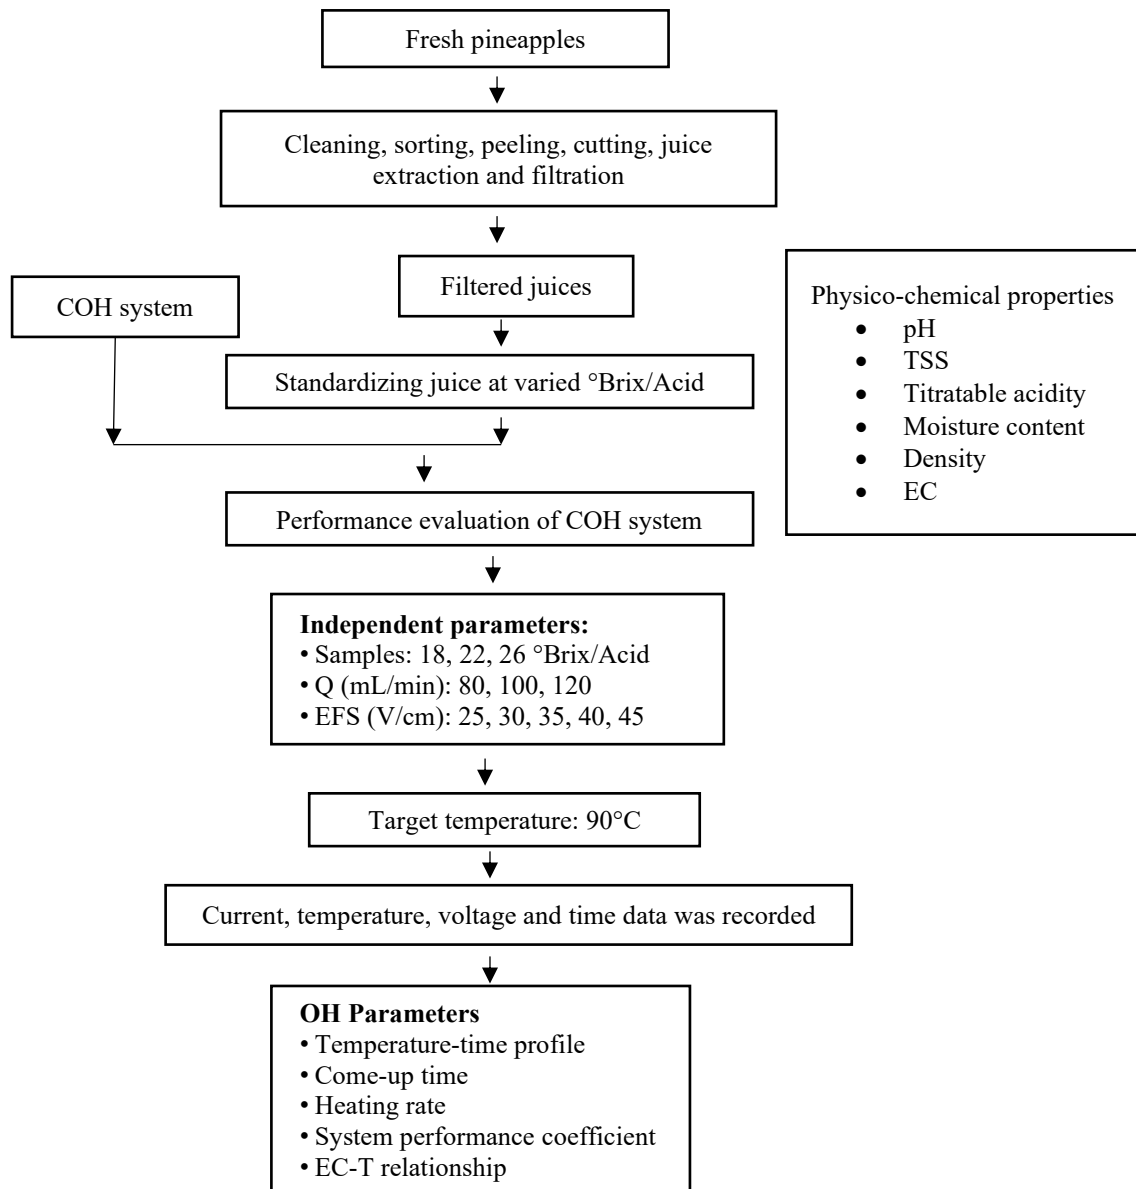 Fresh pineapples
Cleaning, sorting, peeling, cutting, juice
extraction and filtration
Filtered juices
COH system
Standardizing juice at varied °Brix/Acid
Physico-chemical properties
• pH
• TSS
• Titratable acidity
• Moisture content
• Density
• EC
Performance evaluation of COH system
Independent parameters:
• Samples: 18, 22, 26 °Brix/Acid
• Q (mL/min): 80, 100, 120
• EFS (V/cm): 25, 30, 35, 40, 45
Target temperature: 90°C
Current, temperature, voltage and time data was recorded
OH Parameters
• Temperature-time profile
• Come-up time
• Heating rate
• System performance coefficient
• EC-T relationship